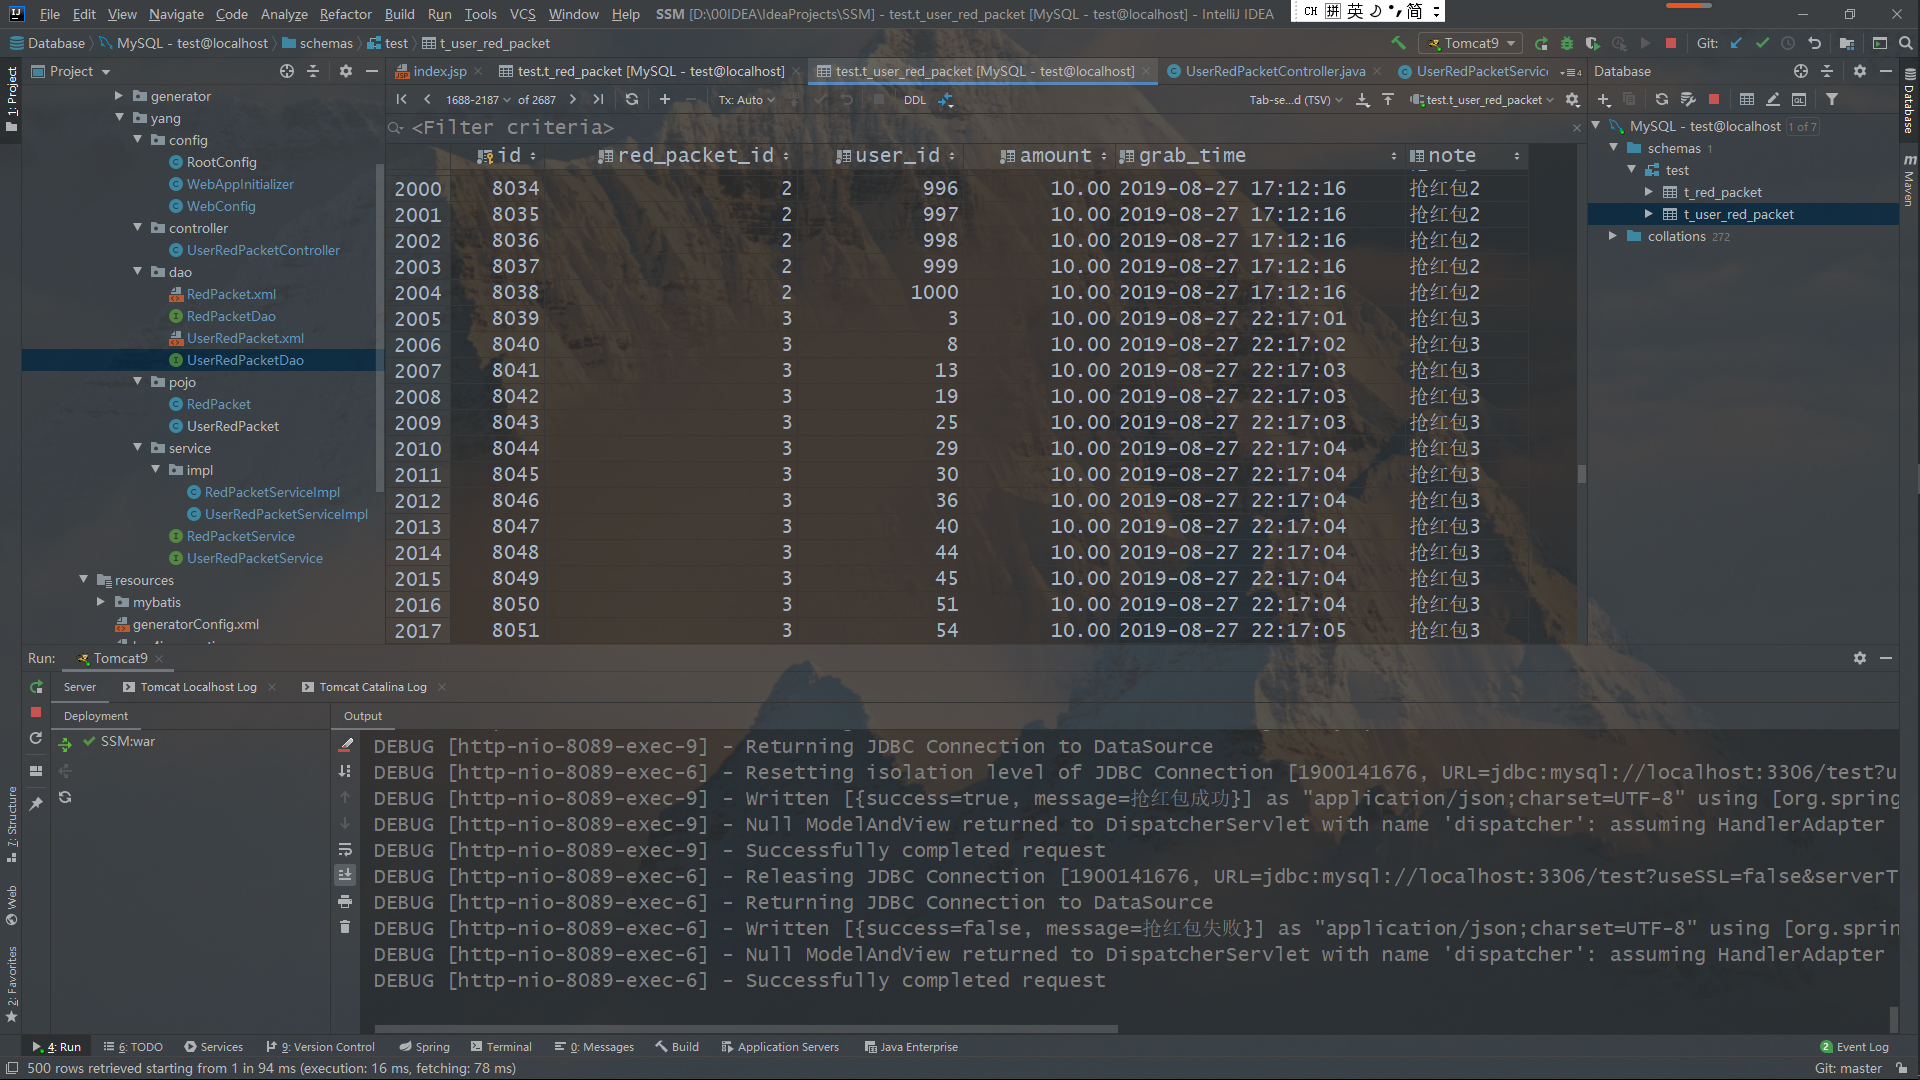 File Edit View Navigate Code Analyze Refactor Build Run Tools VCS Window Help SSM [D:\00IDEA\IdeaProjects\SSM] - test.t_user_red_packet [MySQL - test@localhost] - IntelliJ IDEA
CH 拼 英 简
Database MySQL - test@localhost schemas test t_user_red_packet
Tomcat9 Git:
Project
index.jsp test.t_red_packet [MySQL - test@localhost] test.t_user_red_packet [MySQL - test@localhost] UserRedPacketController.java UserRedPacketServic
Database
1688-2187 of 2687 Tx: Auto DDL Tab-se...d (TSV) test.t_user_red_packet
<Filter criteria>
id red_packet_id user_id amount grab_time note
2000 8034 2 996 10.00 2019-08-27 17:12:16 抢红包2
2001 8035 2 997 10.00 2019-08-27 17:12:16 抢红包2
2002 8036 2 998 10.00 2019-08-27 17:12:16 抢红包2
2003 8037 2 999 10.00 2019-08-27 17:12:16 抢红包2
2004 8038 2 1000 10.00 2019-08-27 17:12:16 抢红包2
2005 8039 3 3 10.00 2019-08-27 22:17:01 抢红包3
2006 8040 3 8 10.00 2019-08-27 22:17:02 抢红包3
2007 8041 3 13 10.00 2019-08-27 22:17:03 抢红包3
2008 8042 3 19 10.00 2019-08-27 22:17:03 抢红包3
2009 8043 3 25 10.00 2019-08-27 22:17:03 抢红包3
2010 8044 3 29 10.00 2019-08-27 22:17:04 抢红包3
2011 8045 3 30 10.00 2019-08-27 22:17:04 抢红包3
2012 8046 3 36 10.00 2019-08-27 22:17:04 抢红包3
2013 8047 3 40 10.00 2019-08-27 22:17:04 抢红包3
2014 8048 3 44 10.00 2019-08-27 22:17:04 抢红包3
2015 8049 3 45 10.00 2019-08-27 22:17:04 抢红包3
2016 8050 3 51 10.00 2019-08-27 22:17:04 抢红包3
2017 8051 3 54 10.00 2019-08-27 22:17:05 抢红包3
generator
yang
config
RootConfig
WebAppInitializer
WebConfig
controller
UserRedPacketController
dao
RedPacket.xml
RedPacketDao
UserRedPacket.xml
UserRedPacketDao
pojo
RedPacket
UserRedPacket
service
impl
RedPacketServiceImpl
UserRedPacketServiceImpl
RedPacketService
UserRedPacketService
resources
mybatis
generatorConfig.xml
MySQL - test@localhost 1 of 7
schemas 1
test
t_red_packet
t_user_red_packet
collations 272
1: Project
7: Structure
Web
2: Favorites
Database
Maven
Run: Tomcat9
Server Tomcat Localhost Log Tomcat Catalina Log
Deployment Output
SSM:war
DEBUG [http-nio-8089-exec-9] - Returning JDBC Connection to DataSource
DEBUG [http-nio-8089-exec-6] - Resetting isolation level of JDBC Connection [1900141676, URL=jdbc:mysql://localhost:3306/test?u
DEBUG [http-nio-8089-exec-9] - Written [{success=true, message=抢红包成功}] as "application/json;charset=UTF-8" using [org.spring
DEBUG [http-nio-8089-exec-9] - Null ModelAndView returned to DispatcherServlet with name 'dispatcher': assuming HandlerAdapter
DEBUG [http-nio-8089-exec-9] - Successfully completed request
DEBUG [http-nio-8089-exec-6] - Releasing JDBC Connection [1900141676, URL=jdbc:mysql://localhost:3306/test?useSSL=false&serverT
DEBUG [http-nio-8089-exec-6] - Returning JDBC Connection to DataSource
DEBUG [http-nio-8089-exec-6] - Written [{success=false, message=抢红包失败}] as "application/json;charset=UTF-8" using [org.sprin
DEBUG [http-nio-8089-exec-6] - Null ModelAndView returned to DispatcherServlet with name 'dispatcher': assuming HandlerAdapter
DEBUG [http-nio-8089-exec-6] - Successfully completed request
4: Run 6: TODO Services 9: Version Control Spring Terminal 0: Messages Build Application Servers Java Enterprise 2 Event Log
500 rows retrieved starting from 1 in 94 ms (execution: 16 ms, fetching: 78 ms) Git: master